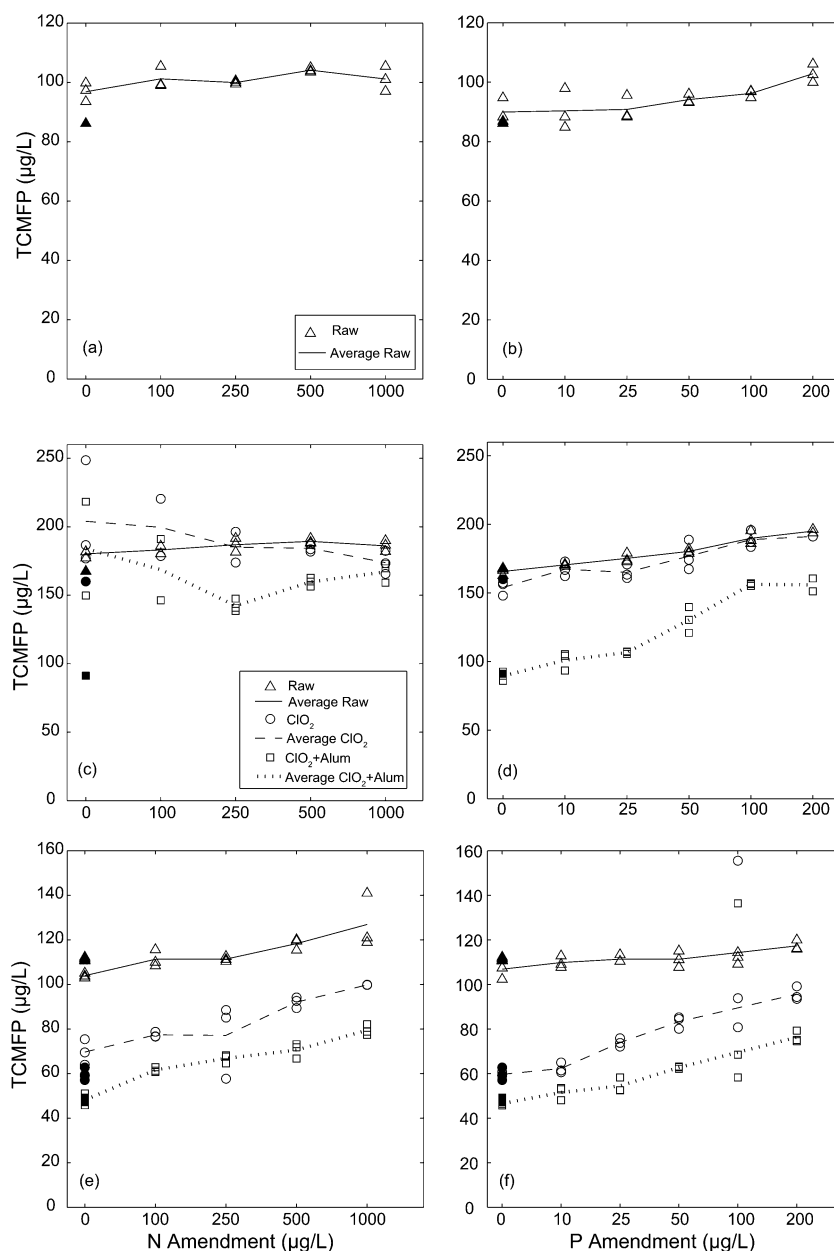 120
100
80
60
40
20
0
TCMFP (µg/L)
(a)
Raw
Average Raw
0 100 250 500 1000
120
100
80
60
40
20
0
(b)
0 10 25 50 100 200
250
200
150
100
50
0
TCMFP (µg/L)
(c)
Raw
Average Raw
ClO2
Average ClO2
ClO2+Alum
Average ClO2+Alum
0 100 250 500 1000
250
200
150
100
50
0
(d)
0 10 25 50 100 200
160
140
120
100
80
60
40
20
0
TCMFP (µg/L)
(e)
0 100 250 500 1000
N Amendment (µg/L)
160
140
120
100
80
60
40
20
0
(f)
0 10 25 50 100 200
P Amendment (µg/L)